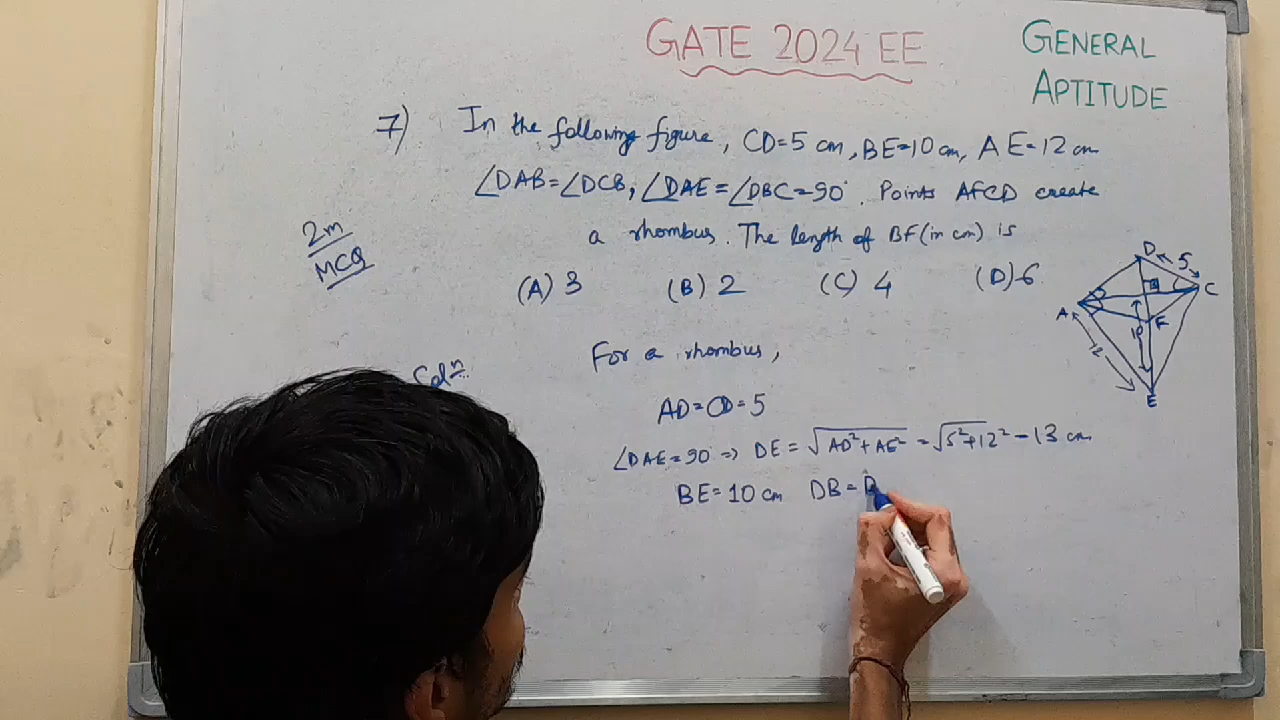 GATE 2024 EE
GENERAL
APTITUDE
7) In the following figure, CD=5 cm, BE=10 cm, AE=12 cm
∠DAB=∠DCB, ∠DAE=∠DBC=90°. Points AFCD create
a rhombus. The length of BF(in cm) is
2m
MCQ
(A) 3 (B) 2 (C) 4 (D) 6
D 5 C
A F 10
12
E
Solⁿ
For a rhombus,
AD=CD=5
∠DAE=90° => DE = √AD²+AE² = √5²+12² = 13 cm
BE=10 cm DB=D